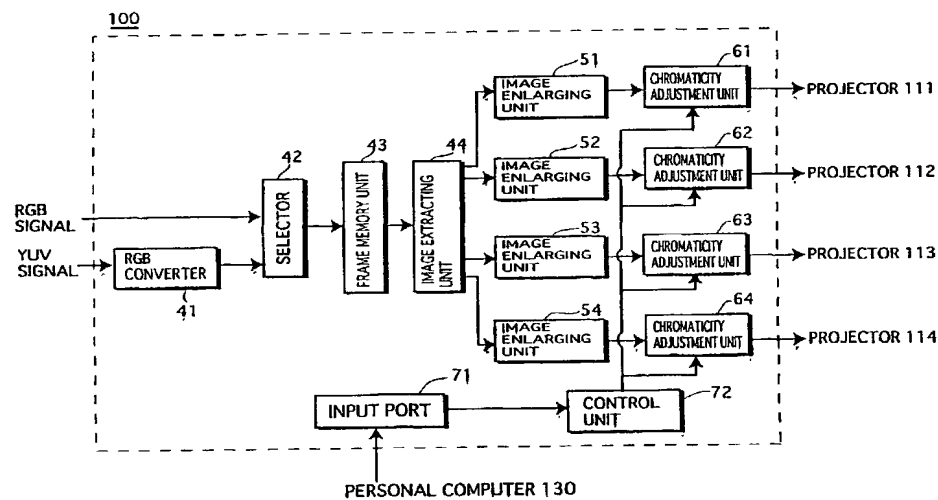 100
51
IMAGE
ENLARGING
UNIT
61
CHROMATICITY
ADJUSTMENT UNIT
PROJECTOR 111
42
43
44
52
IMAGE
ENLARGING
UNIT
62
CHROMATICITY
ADJUSTMENT UNIT
PROJECTOR 112
RGB
SIGNAL
SELECTOR
FRAME MEMORY UNIT
IMAGE EXTRACTING
UNIT
YUV
SIGNAL
RGB
CONVERTER
41
53
IMAGE
ENLARGING
UNIT
63
CHROMATICITY
ADJUSTMENT UNIT
PROJECTOR 113
54
IMAGE
ENLARGING
UNIT
64
CHROMATICITY
ADJUSTMENT UNIT
PROJECTOR 114
71
INPUT PORT
CONTROL
UNIT
72
PERSONAL COMPUTER 130